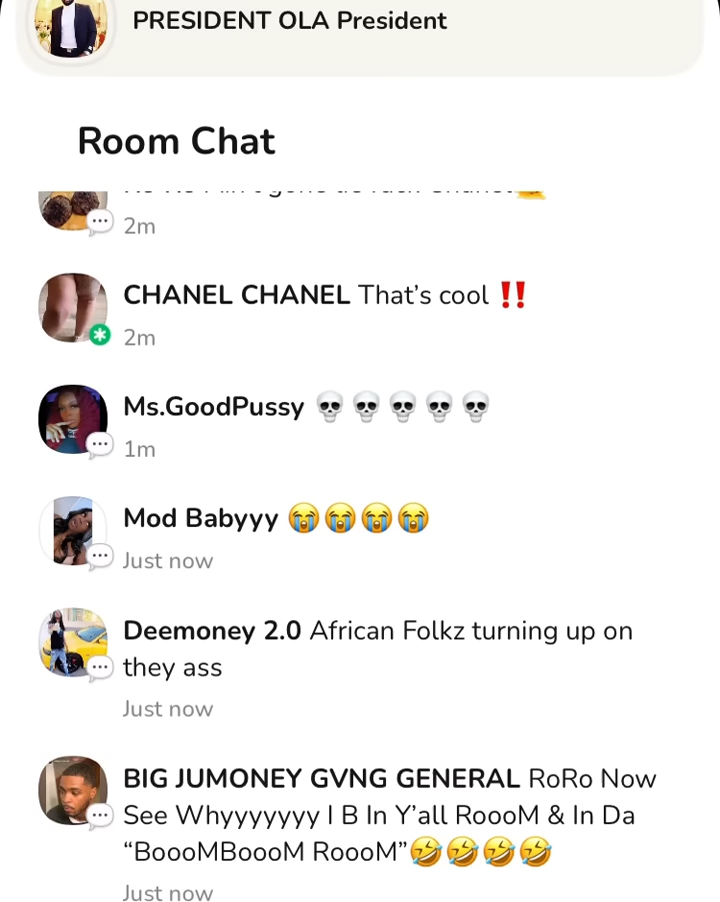 PRESIDENT OLA President
Room Chat
2m
CHANEL CHANEL That’s cool ‼️
2m
Ms.GoodPussy 💀💀💀💀💀
1m
Mod Babyyy 😭😭😭😭
Just now
Deemoney 2.0 African Folkz turning up on
they ass
Just now
BIG JUMONEY GVNG GENERAL RoRo Now
See Whyyyyyyy I B In Y’all RoooM & In Da
“BoooMBoooM RoooM”🤣🤣🤣🤣
Just now